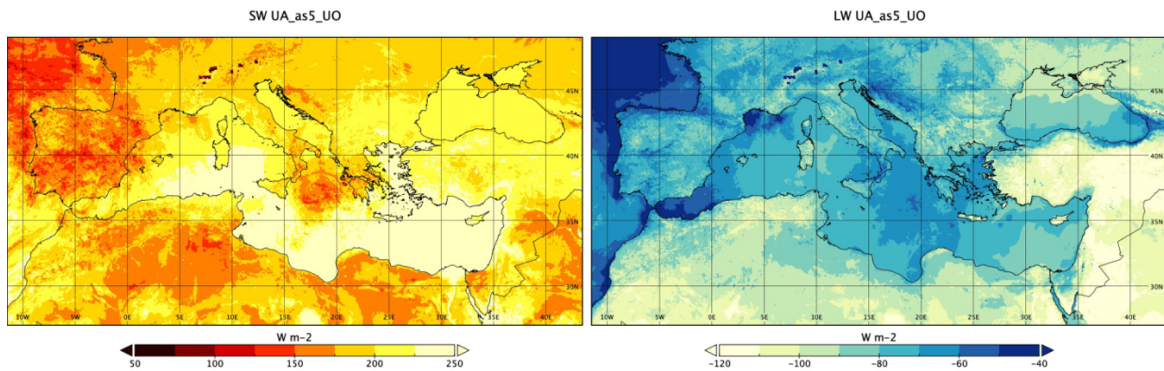 SW UA_as5_UO
45N
40N
35N
30N
10W 5W 0E 5E 10E 15E 20E 25E 30E 35E 40E
W m-2
50 100 150 200 250
LW UA_as5_UO
45N
40N
35N
30N
10W 5W 0E 5E 10E 15E 20E 25E 30E 35E 40E
W m-2
-120 -100 -80 -60 -40